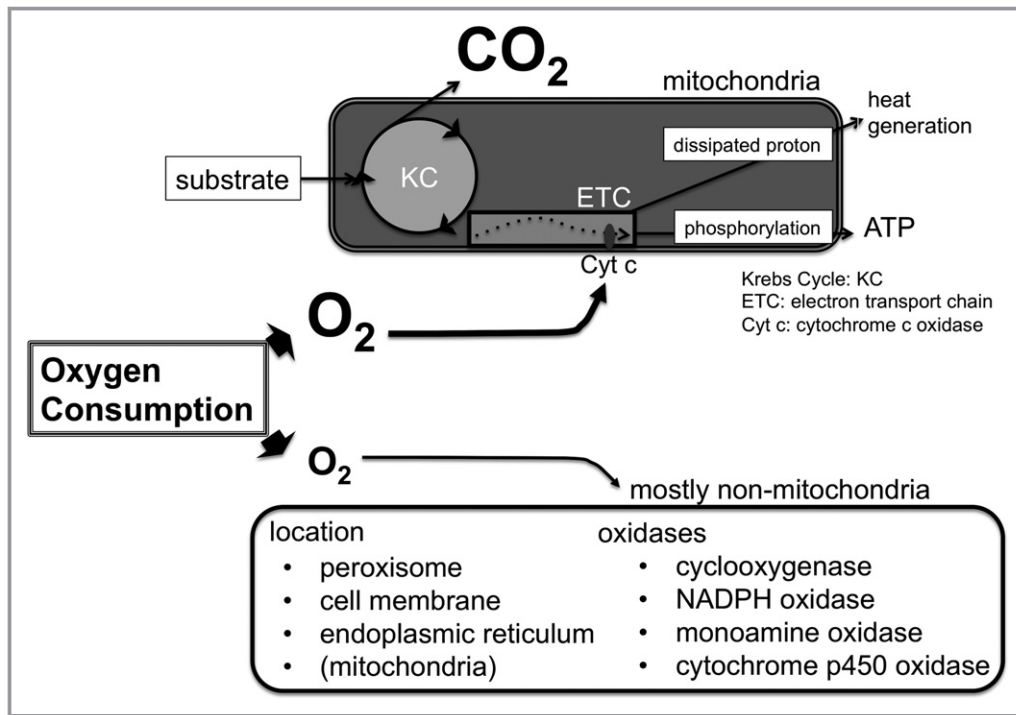 CO2
mitochondria
heat
generation
dissipated proton
substrate
KC
ETC
phosphorylation
ATP
Cyt c
Krebs Cycle: KC
ETC: electron transport chain
Cyt c: cytochrome c oxidase
O2
Oxygen
Consumption
O2
mostly non-mitochondria
location
• peroxisome
• cell membrane
• endoplasmic reticulum
• (mitochondria)
oxidases
• cyclooxygenase
• NADPH oxidase
• monoamine oxidase
• cytochrome p450 oxidase